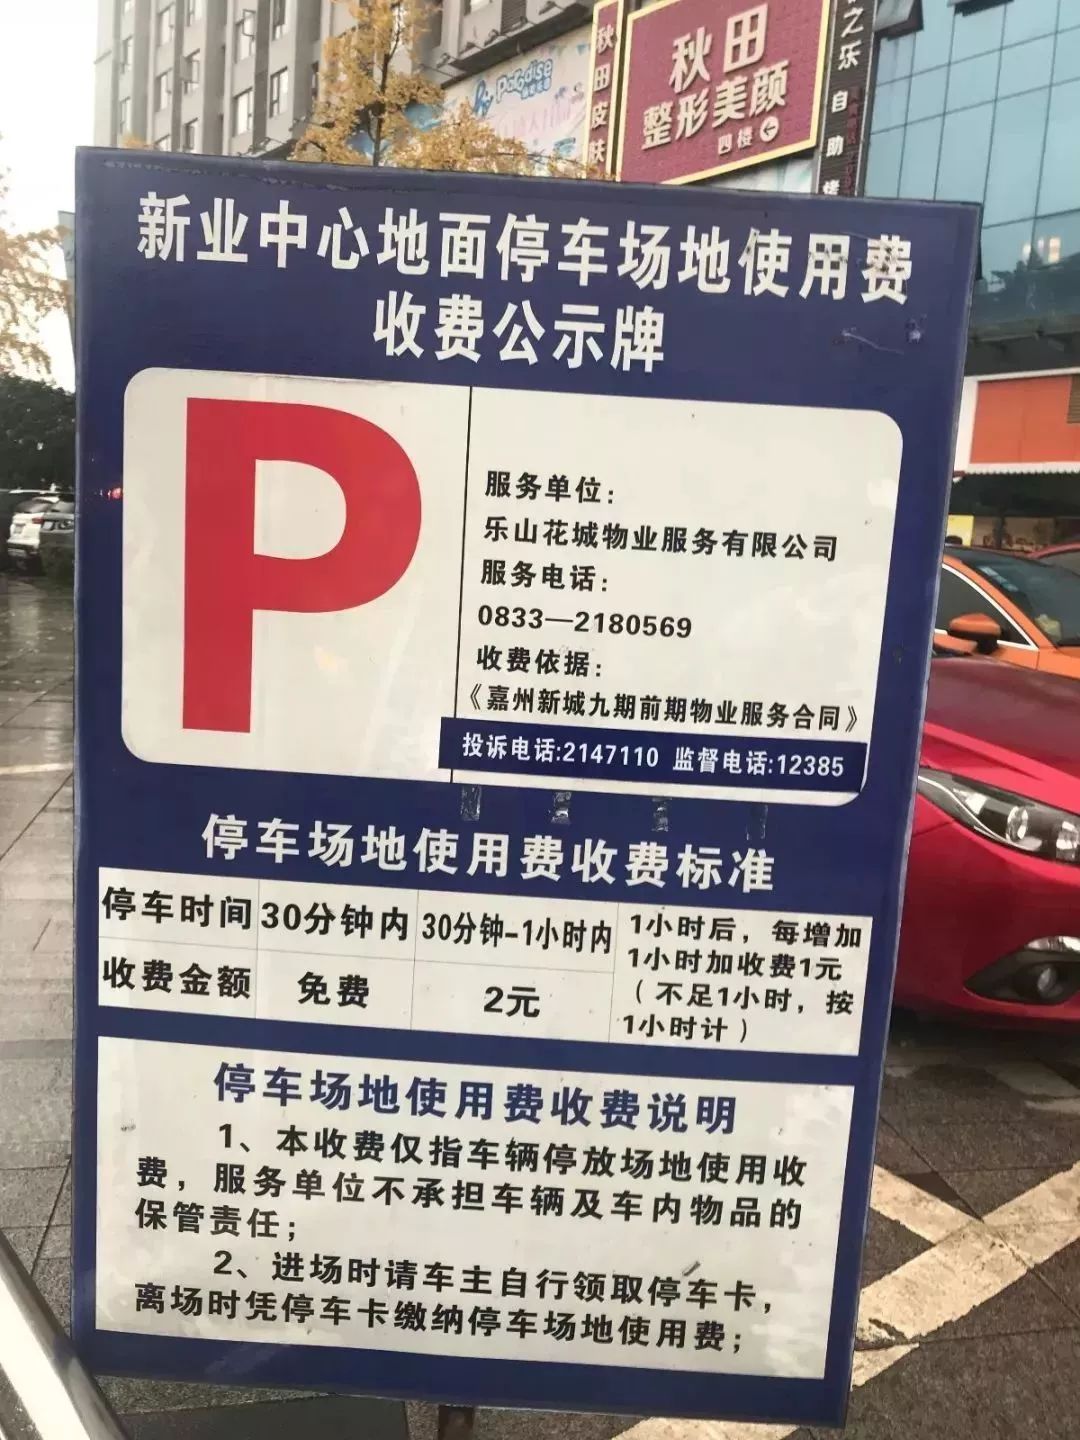 Paradise
秋田皮肤
秋田
整形美颜
四楼
之乐自助烤
新业中心地面停车场地使用费
收费公示牌
P
服务单位：
乐山花城物业服务有限公司
服务电话：
0833—2180569
收费依据：
《嘉州新城九期前期物业服务合同》
投诉电话:2147110 监督电话:12385
停车场地使用费收费标准
停车时间 30分钟内 30分钟-1小时内
收费金额 免费 2元
1小时后，每增加
1小时加收费1元
（不足1小时，按
1小时计）
停车场地使用费收费说明
1、本收费仅指车辆停放场地使用收
费，服务单位不承担车辆及车内物品的
保管责任；
2、进场时请车主自行领取停车卡，
离场时凭停车卡缴纳停车场地使用费；